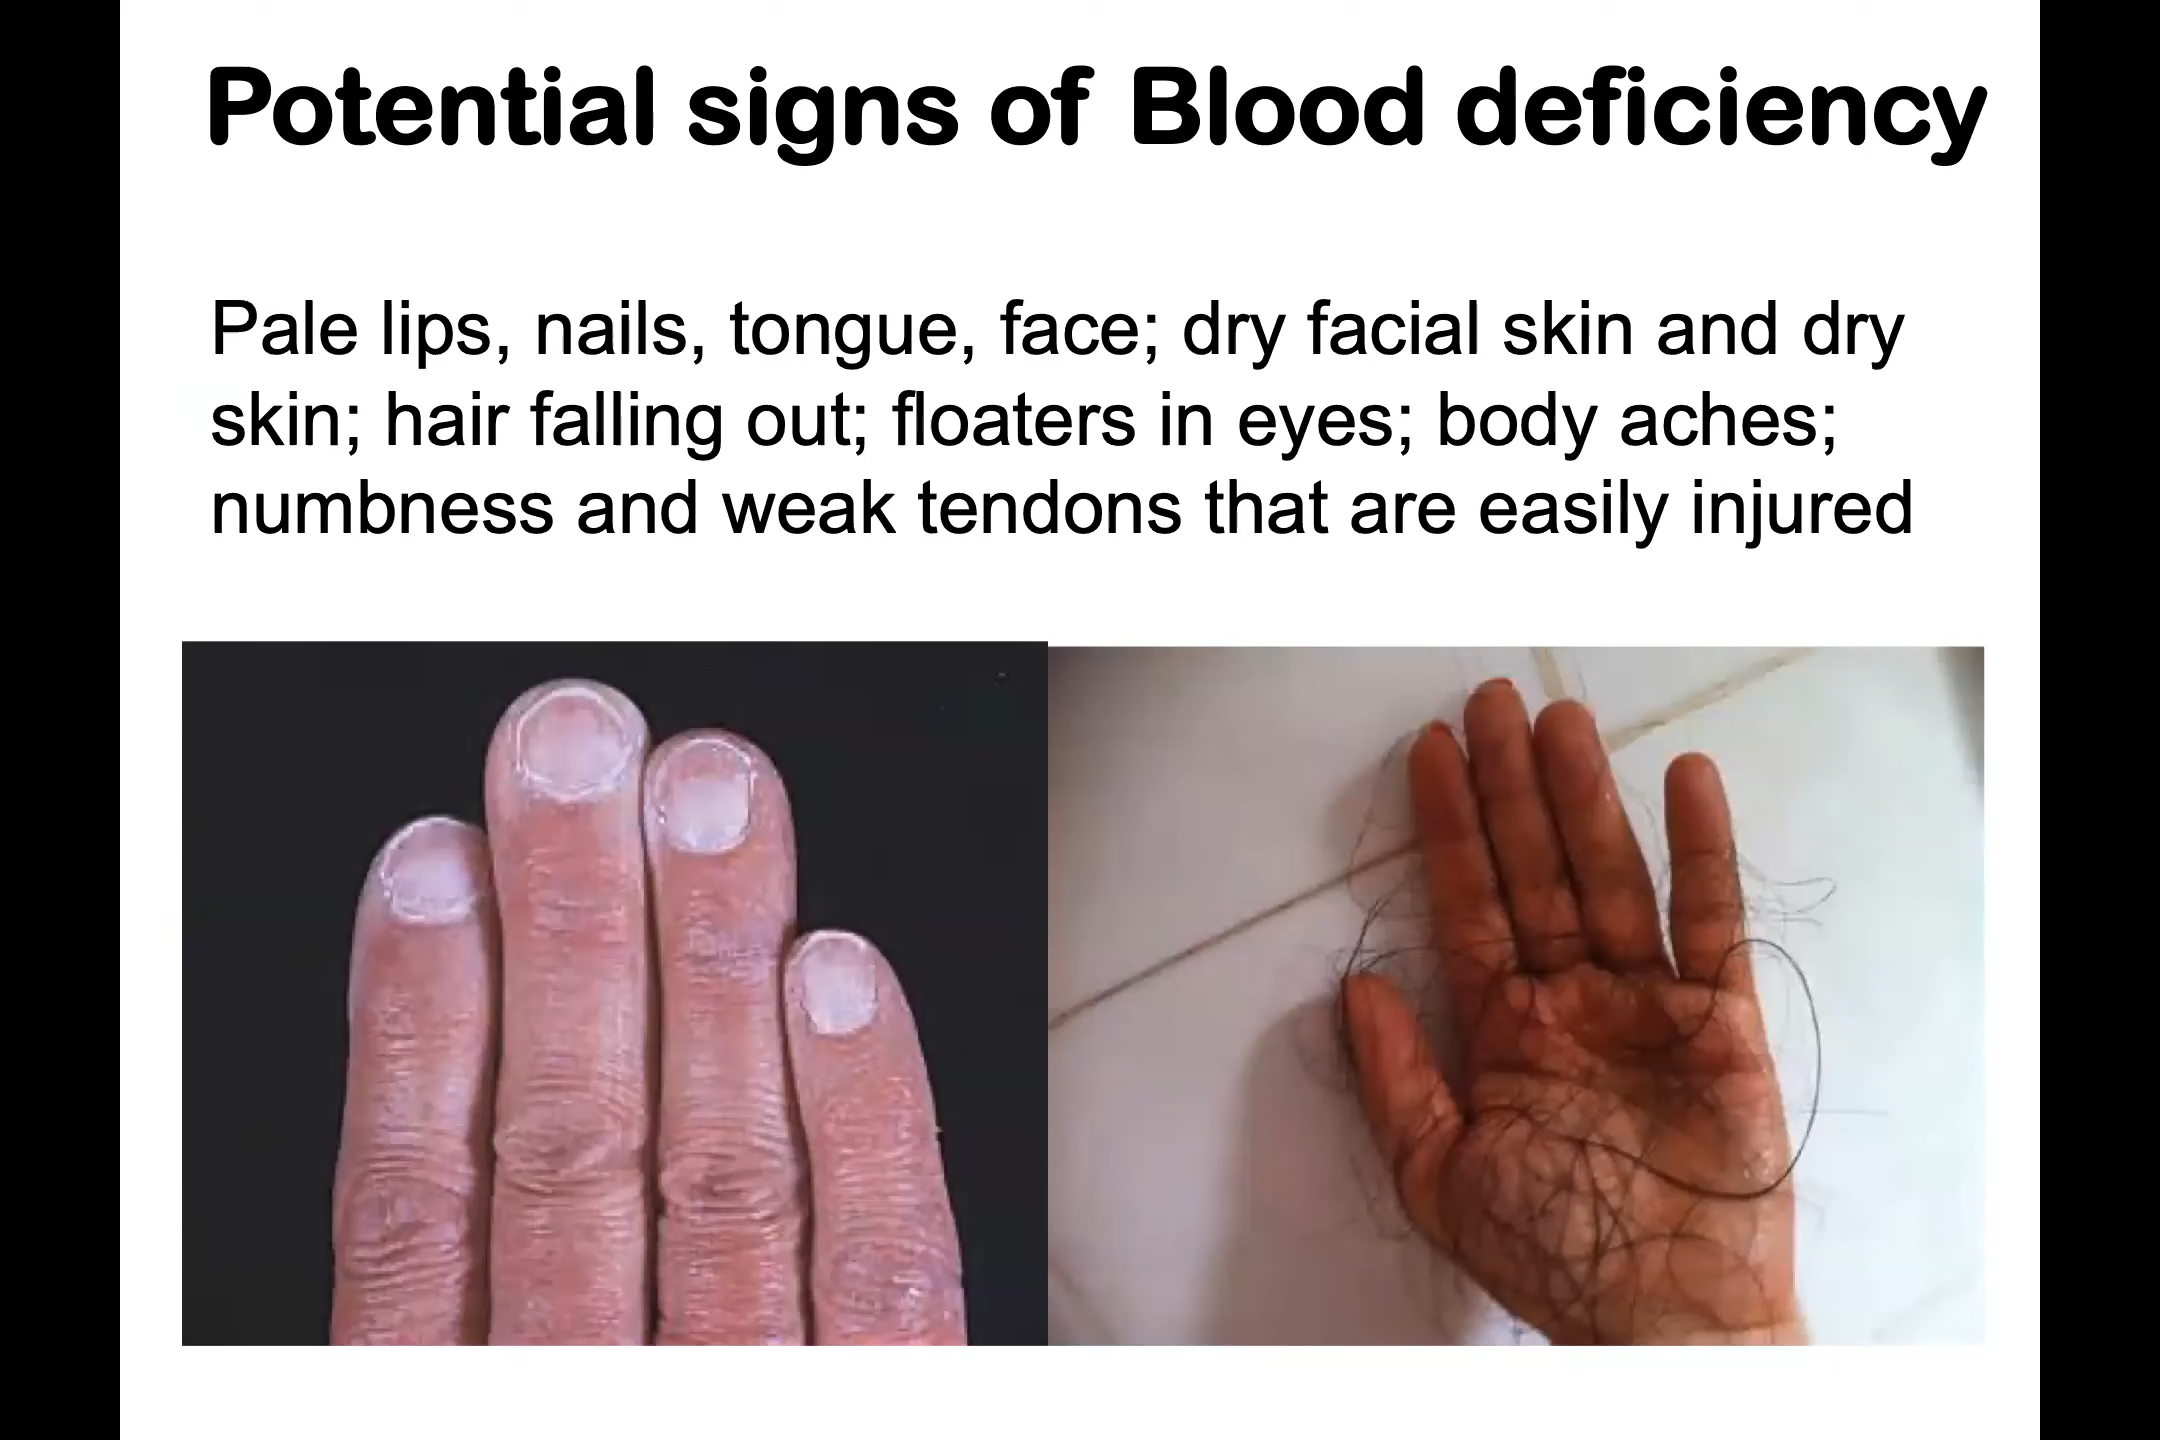 Potential signs of Blood deficiency
Pale lips, nails, tongue, face; dry facial skin and dry
skin; hair falling out; floaters in eyes; body aches;
numbness and weak tendons that are easily injured